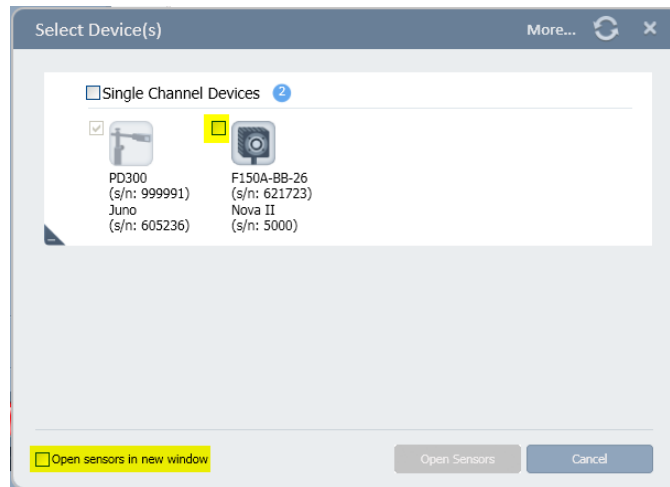 Select Device(s)
More...
Single Channel Devices 2
PD300
(s/n: 999991)
Juno
(s/n: 605236)
F150A-BB-26
(s/n: 621723)
Nova II
(s/n: 5000)
Open sensors in new window
Open Sensors
Cancel